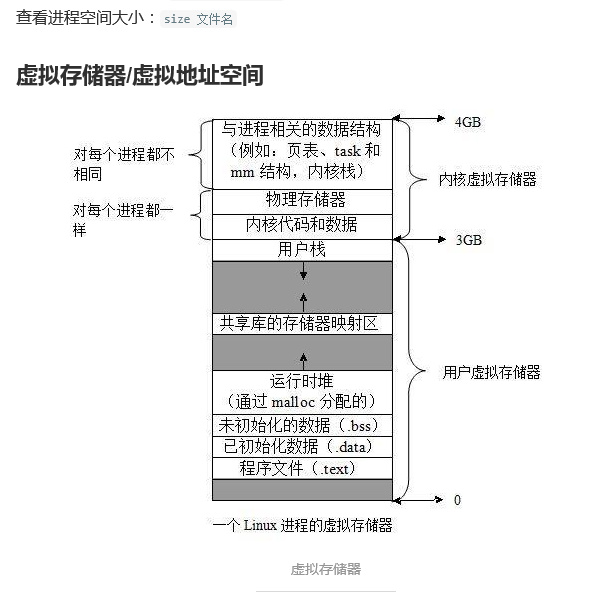 查看进程空间大小：size 文件名
虚拟存储器/虚拟地址空间
与进程相关的数据结构
（例如：页表、task 和
mm 结构，内核栈）
4GB
对每个进程都不
相同
内核虚拟存储器
物理存储器
对每个进程都一
样
内核代码和数据
用户栈
3GB
共享库的存储器映射区
用户虚拟存储器
运行时堆
（通过 malloc 分配的）
未初始化的数据（.bss）
已初始化数据（.data）
程序文件（.text）
0
一个 Linux 进程的虚拟存储器
虚拟存储器